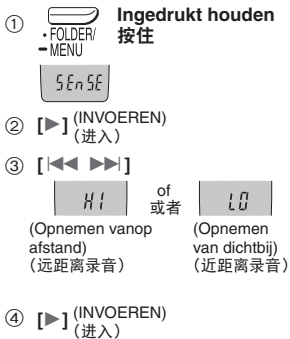 ① Ingedrukt houden
按住
• FOLDER/
– MENU
SEnSE
② [▶] (INVOEREN)
(进入)
③ [|◀◀ ▶▶|]
HI of LO
或者
(Opnemen vanop (Opnemen
afstand) van dichtbij)
(远距离录音) (近距离录音)
④ [▶] (INVOEREN)
(进入)